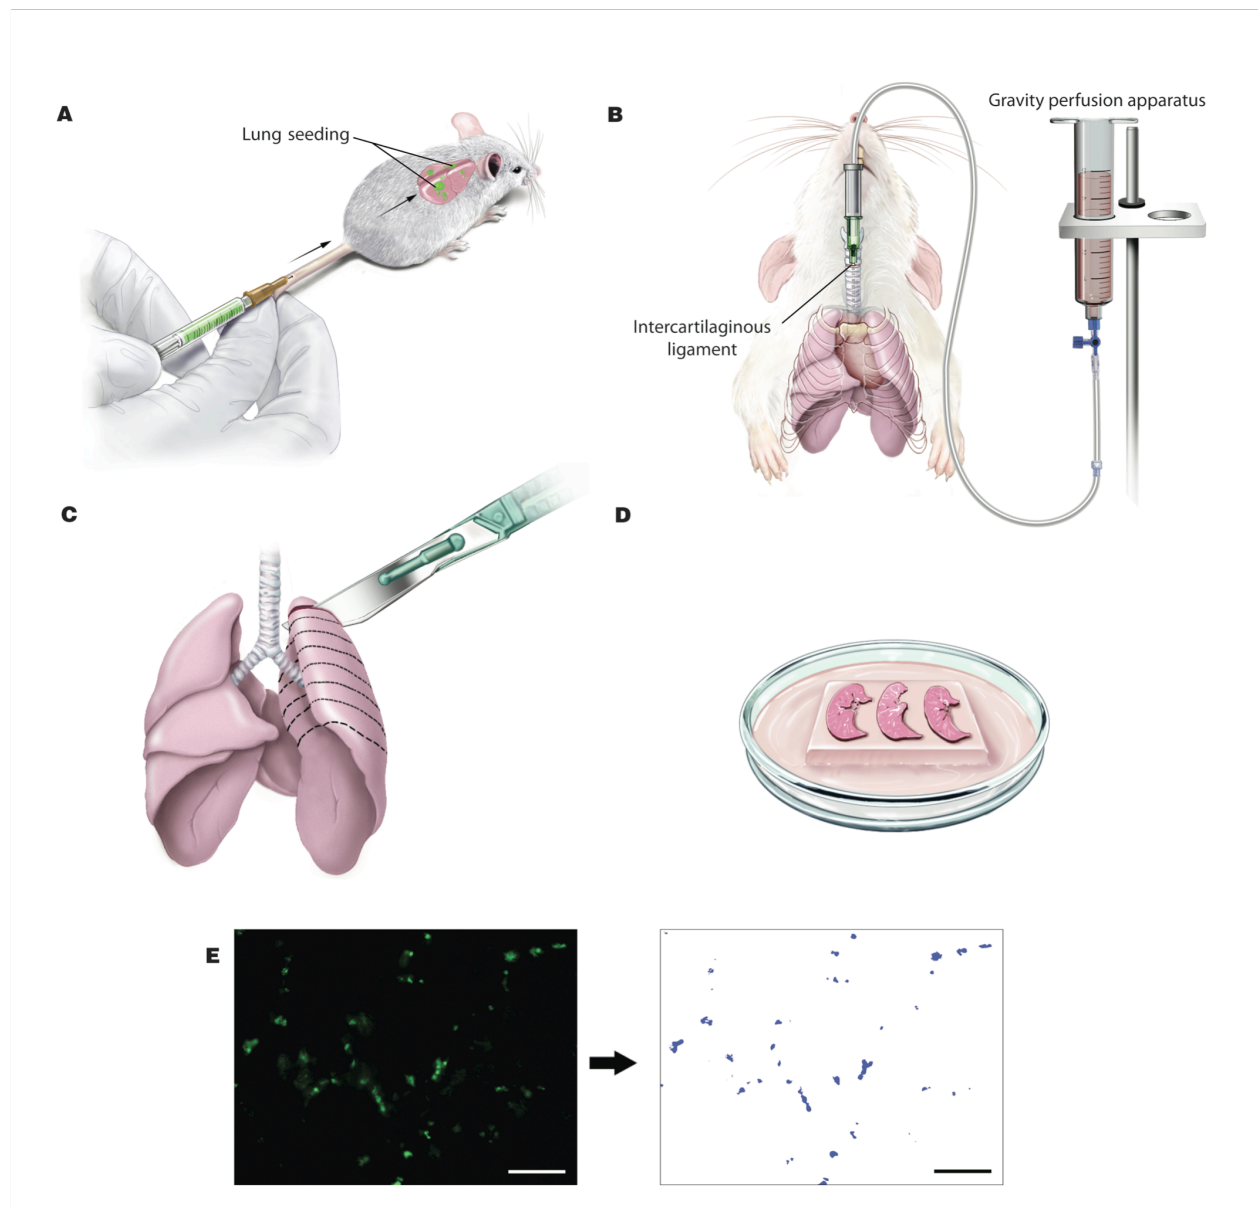 A
Lung seeding
B
Gravity perfusion apparatus
Intercartilaginous
ligament
C
D
E